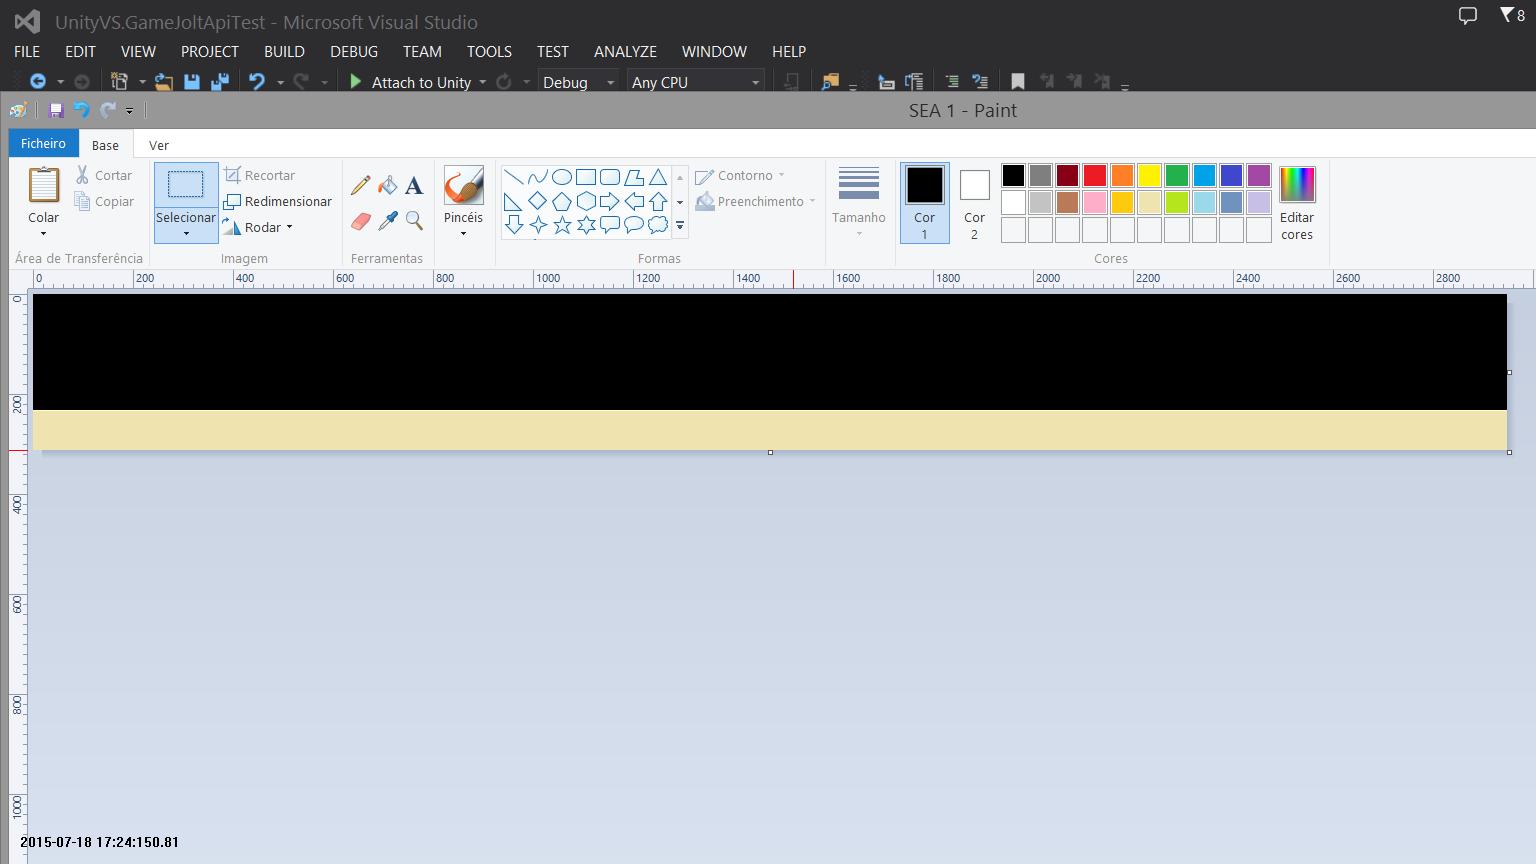 UnityVS.GameJoltApiTest - Microsoft Visual Studio
8
FILE EDIT VIEW PROJECT BUILD DEBUG TEAM TOOLS TEST ANALYZE WINDOW HELP
Attach to Unity Debug Any CPU
SEA 1 - Paint
Ficheiro Base Ver
Colar
Cortar
Copiar
Área de Transferência
Selecionar
Recortar
Redimensionar
Rodar
Imagem
A
Ferramentas
Pincéis
Formas
Contorno
Preenchimento
Tamanho
Cor
1
Cor
2
Editar
cores
Cores
0 200 400 600 800 1000 1200 1400 1600 1800 2000 2200 2400 2600 2800
0
200
400
600
800
1000
2015-07-18 17:24:150.81